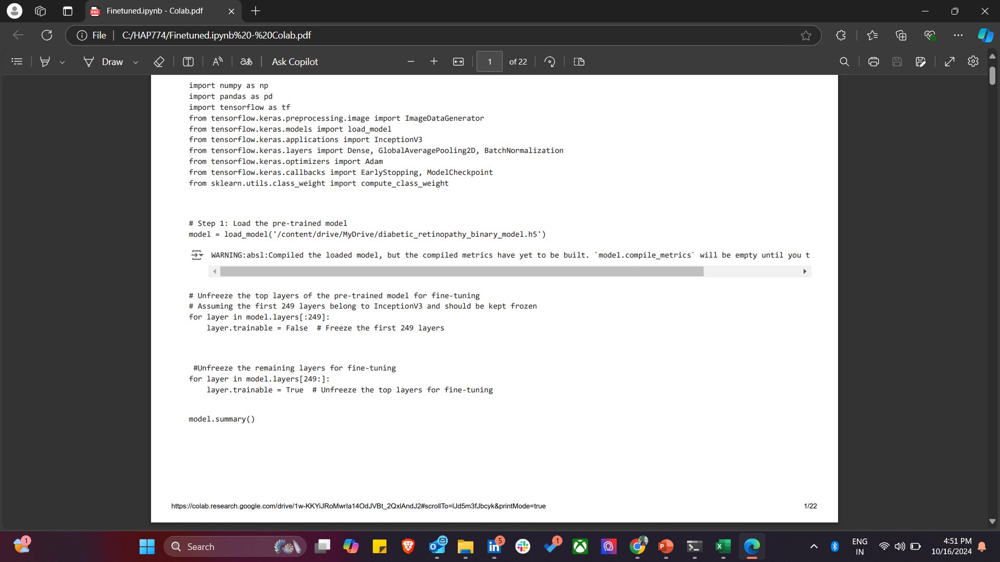 Finetuned.ipynb - Colab.pdf
File
C:/HAP774/Finetuned.ipynb%20-%20Colab.pdf
Draw
aあ
Ask Copilot
1
of 22
import numpy as np
import pandas as pd
import tensorflow as tf
from tensorflow.keras.preprocessing.image import ImageDataGenerator
from tensorflow.keras.models import load_model
from tensorflow.keras.applications import InceptionV3
from tensorflow.keras.layers import Dense, GlobalAveragePooling2D, BatchNormalization
from tensorflow.keras.optimizers import Adam
from tensorflow.keras.callbacks import EarlyStopping, ModelCheckpoint
from sklearn.utils.class_weight import compute_class_weight
# Step 1: Load the pre-trained model
model = load_model('/content/drive/MyDrive/diabetic_retinopathy_binary_model.h5')
WARNING:absl:Compiled the loaded model, but the compiled metrics have yet to be built. `model.compile_metrics` will be empty until you t
# Unfreeze the top layers of the pre-trained model for fine-tuning
# Assuming the first 249 layers belong to InceptionV3 and should be kept frozen
for layer in model.layers[:249]:
    layer.trainable = False  # Freeze the first 249 layers
 #Unfreeze the remaining layers for fine-tuning
for layer in model.layers[249:]:
    layer.trainable = True  # Unfreeze the top layers for fine-tuning
model.summary()
https://colab.research.google.com/drive/1w-KKYiJRoMwrla14OdJVBt_2QxlAndJ2#scrollTo=lJd5m3fJbcyk&printMode=true
1/22
1
Search
5
1
ENG
IN
4:51 PM
10/16/2024